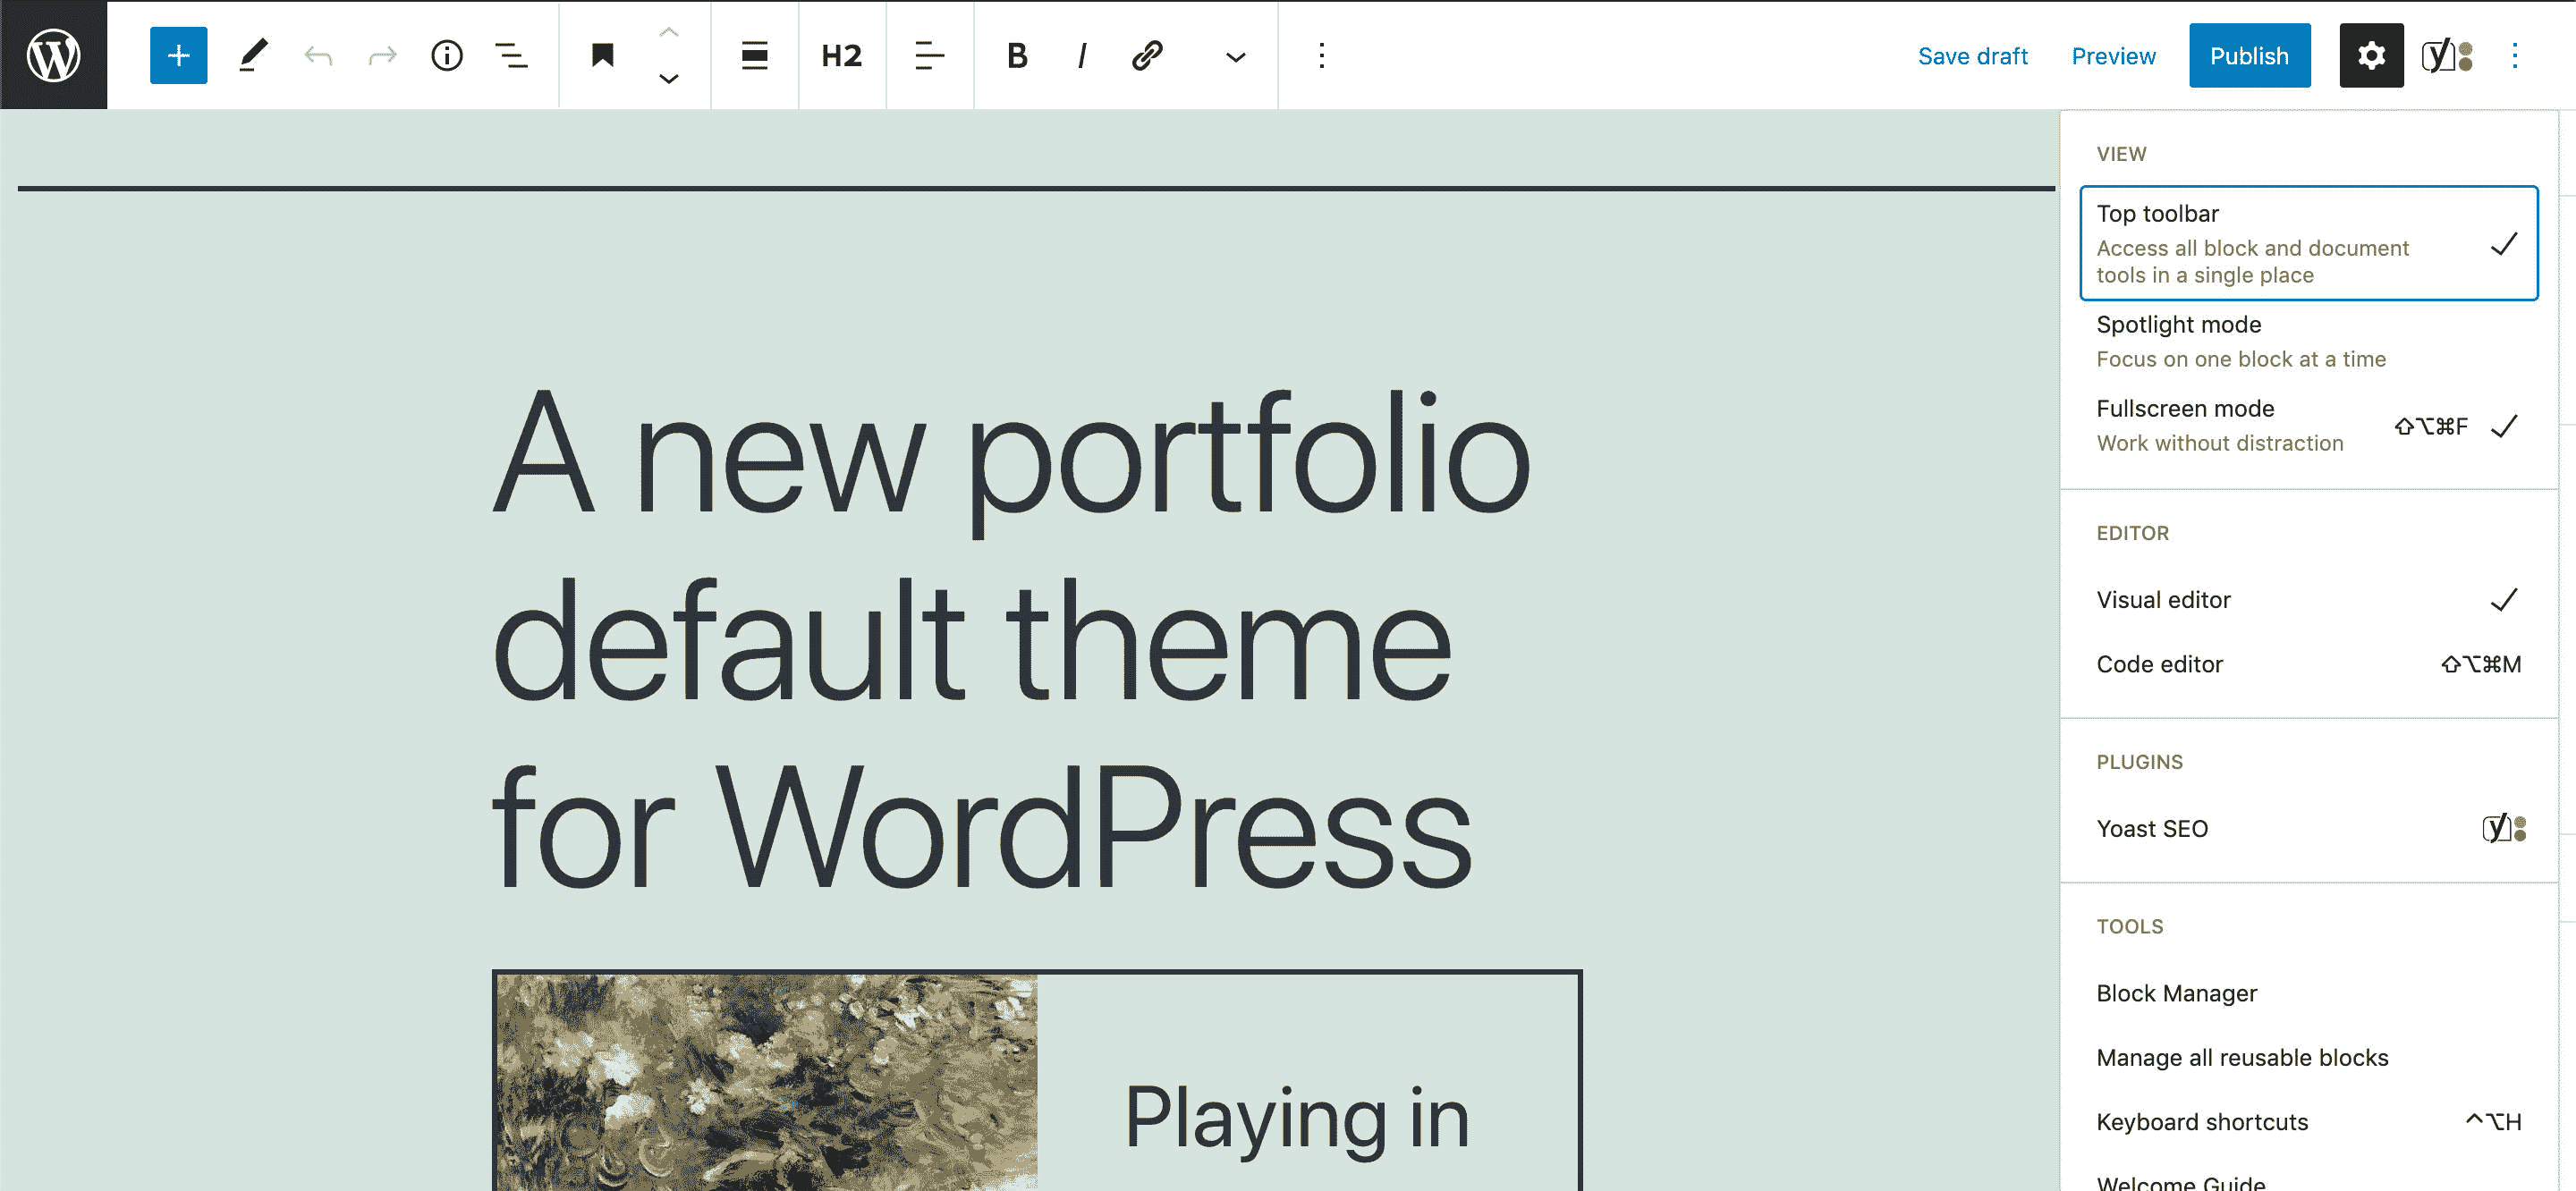 H2
B
I
Save draft
Preview
Publish
VIEW
Top toolbar
Access all block and document
tools in a single place
Spotlight mode
Focus on one block at a time
Fullscreen mode
⇧⌥⌘F
Work without distraction
EDITOR
Visual editor
Code editor
⇧⌥⌘M
PLUGINS
Yoast SEO
TOOLS
Block Manager
Manage all reusable blocks
Keyboard shortcuts
^⌥H
Welcome Guide
A new portfolio
default theme
for WordPress
Playing in